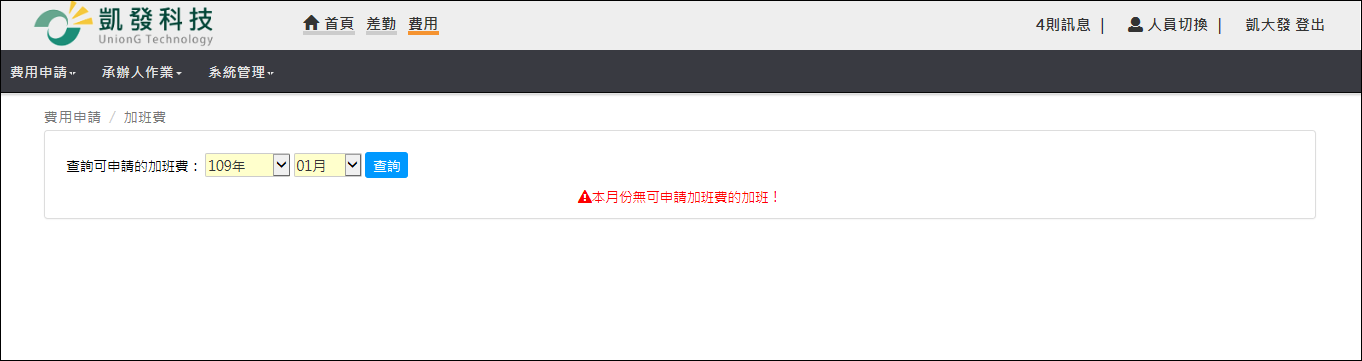 凱發科技
UnionG Technology
首頁 差勤 費用
4則訊息 | 人員切換 | 凱大發 登出
費用申請 承辦人作業 系統管理
費用申請 / 加班費
查詢可申請的加班費： 109年 01月 查詢
本月份無可申請加班費的加班！